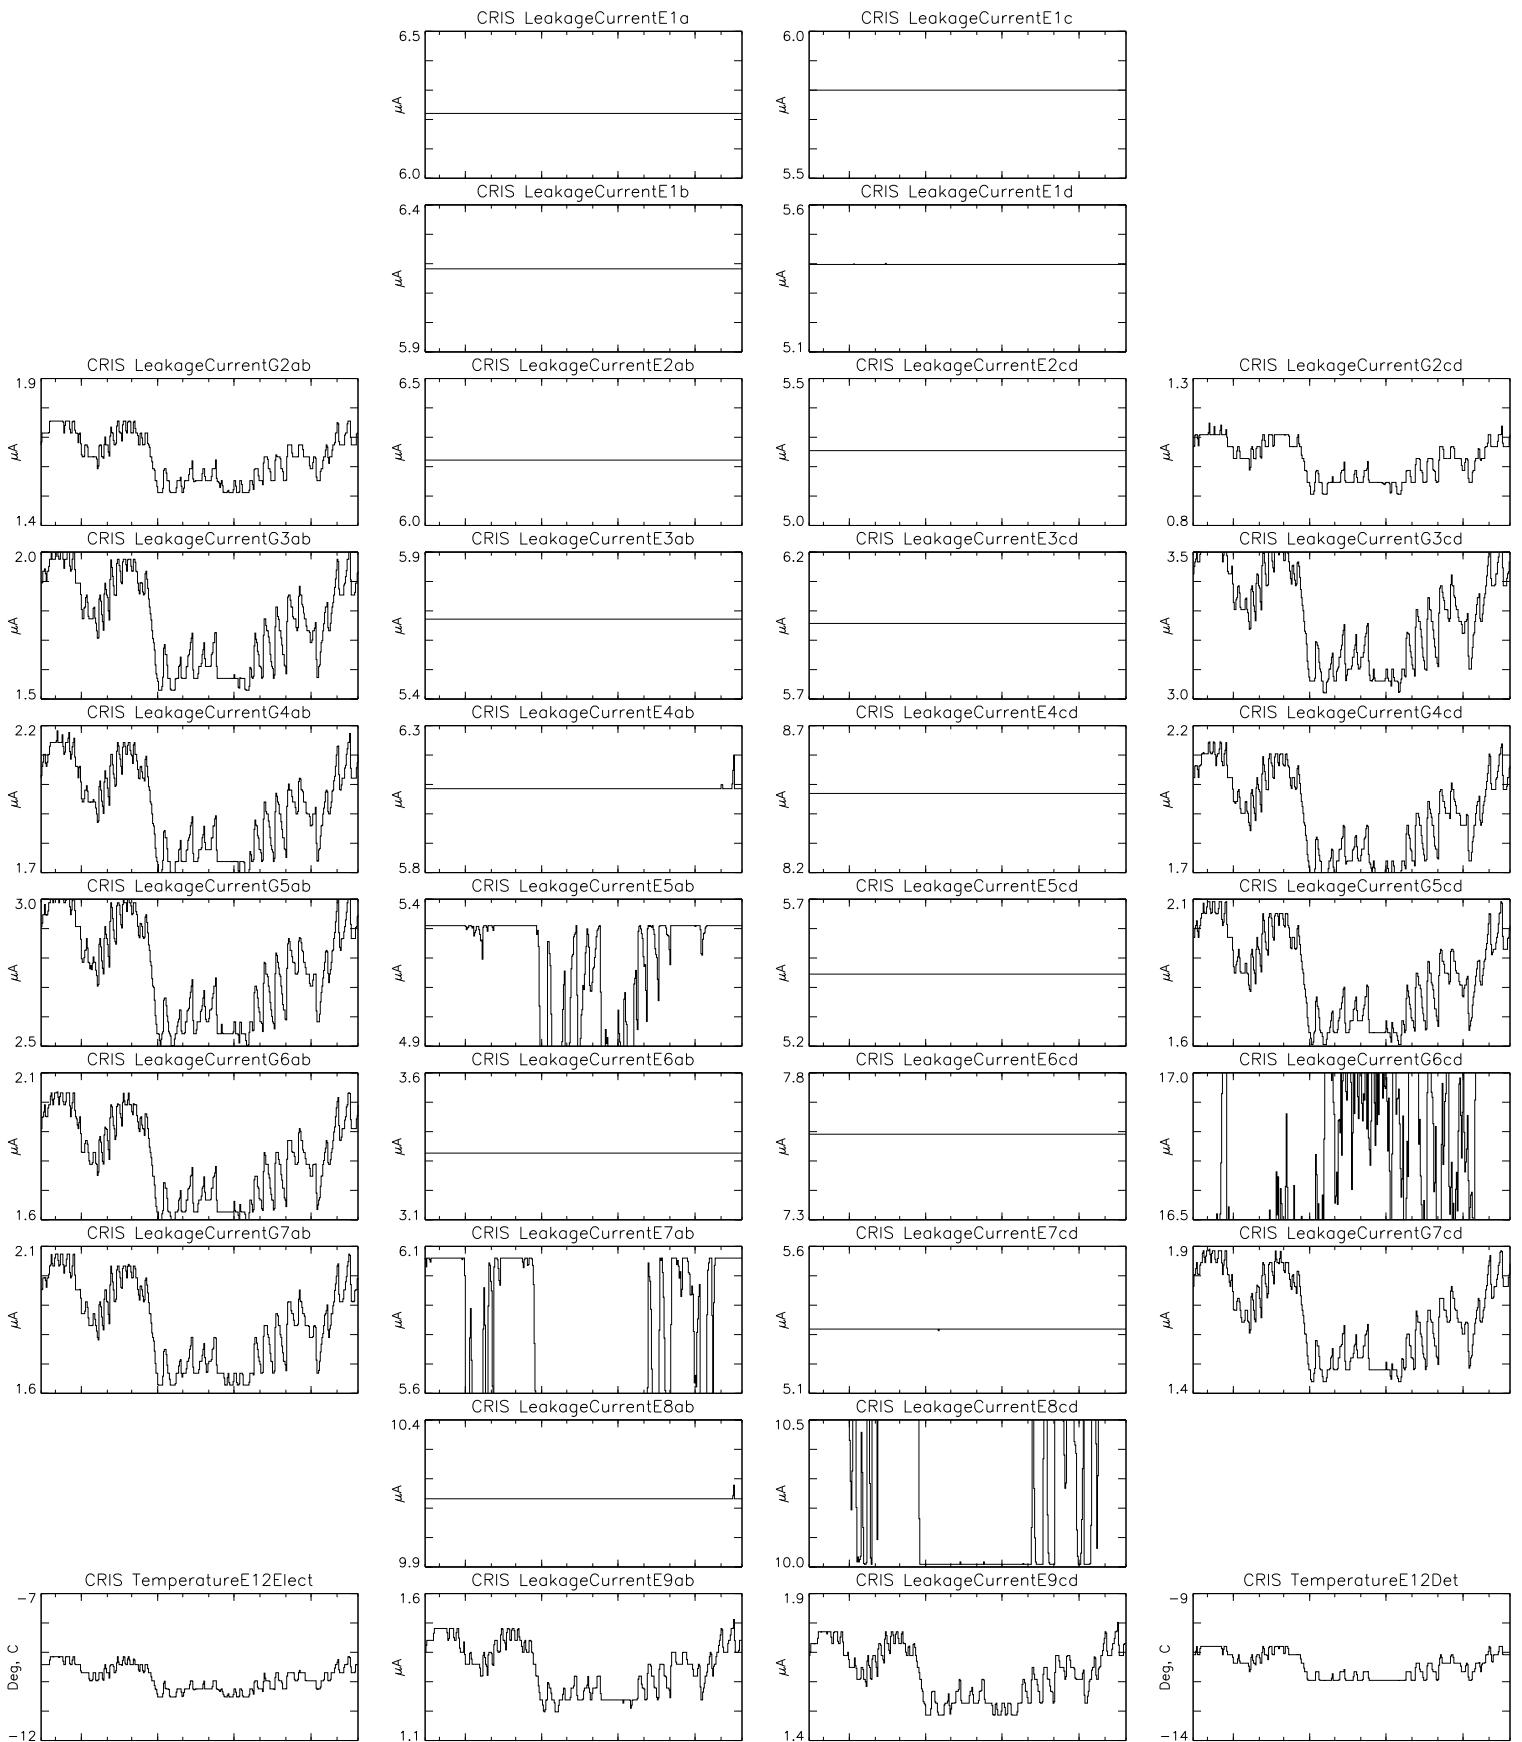 CRIS LeakageCurrentE1a
6.5
μA
6.0
CRIS LeakageCurrentE1c
6.0
μA
5.5
CRIS LeakageCurrentE1b
6.4
μA
5.9
CRIS LeakageCurrentE1d
5.6
μA
5.1
CRIS LeakageCurrentG2ab
1.9
μA
1.4
CRIS LeakageCurrentE2ab
6.5
μA
6.0
CRIS LeakageCurrentE2cd
5.5
μA
5.0
CRIS LeakageCurrentG2cd
1.3
μA
0.8
CRIS LeakageCurrentG3ab
2.0
μA
1.5
CRIS LeakageCurrentE3ab
5.9
μA
5.4
CRIS LeakageCurrentE3cd
6.2
μA
5.7
CRIS LeakageCurrentG3cd
3.5
μA
3.0
CRIS LeakageCurrentG4ab
2.2
μA
1.7
CRIS LeakageCurrentE4ab
6.3
μA
5.8
CRIS LeakageCurrentE4cd
8.7
μA
8.2
CRIS LeakageCurrentG4cd
2.2
μA
1.7
CRIS LeakageCurrentG5ab
3.0
μA
2.5
CRIS LeakageCurrentE5ab
5.4
μA
4.9
CRIS LeakageCurrentE5cd
5.7
μA
5.2
CRIS LeakageCurrentG5cd
2.1
μA
1.6
CRIS LeakageCurrentG6ab
2.1
μA
1.6
CRIS LeakageCurrentE6ab
3.6
μA
3.1
CRIS LeakageCurrentE6cd
7.8
μA
7.3
CRIS LeakageCurrentG6cd
17.0
μA
16.5
CRIS LeakageCurrentG7ab
2.1
μA
1.6
CRIS LeakageCurrentE7ab
6.1
μA
5.6
CRIS LeakageCurrentE7cd
5.6
μA
5.1
CRIS LeakageCurrentG7cd
1.9
μA
1.4
CRIS LeakageCurrentE8ab
10.4
μA
9.9
CRIS LeakageCurrentE8cd
10.5
μA
10.0
CRIS TemperatureE12Elect
-7
Deg, C
-12
CRIS LeakageCurrentE9ab
1.6
μA
1.1
CRIS LeakageCurrentE9cd
1.9
μA
1.4
CRIS TemperatureE12Det
-9
Deg, C
-14